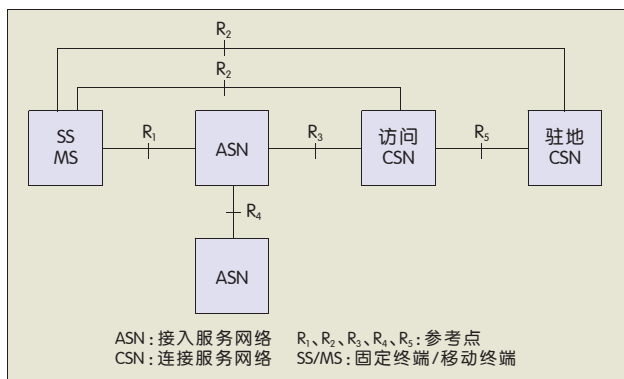 R₂
R₂
SS
MS
R₁
ASN
R₃
访问
CSN
R₅
驻地
CSN
R₄
ASN
ASN:接入服务网络 R₁、R₂、R₃、R₄、R₅:参考点
CSN:连接服务网络 SS/MS:固定终端/移动终端